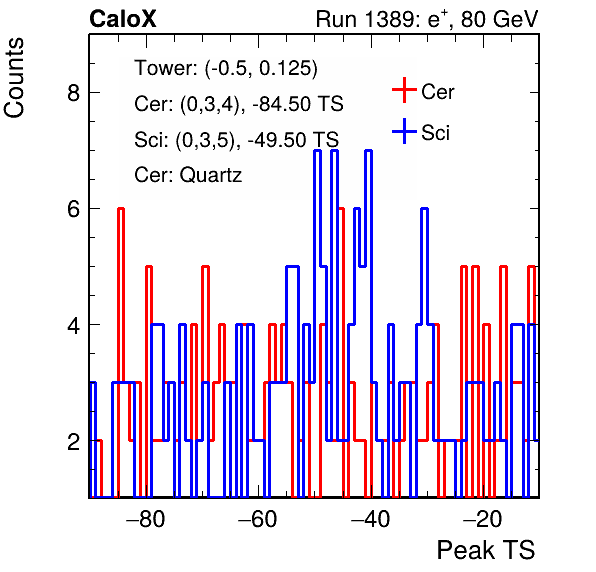 CaloX Run 1389: e+, 80 GeV
Counts
Tower: (-0.5, 0.125)
Cer: (0,3,4), -84.50 TS
Sci: (0,3,5), -49.50 TS
Cer: Quartz
Cer
Sci
8
6
4
2
−80 −60 −40 −20
Peak TS